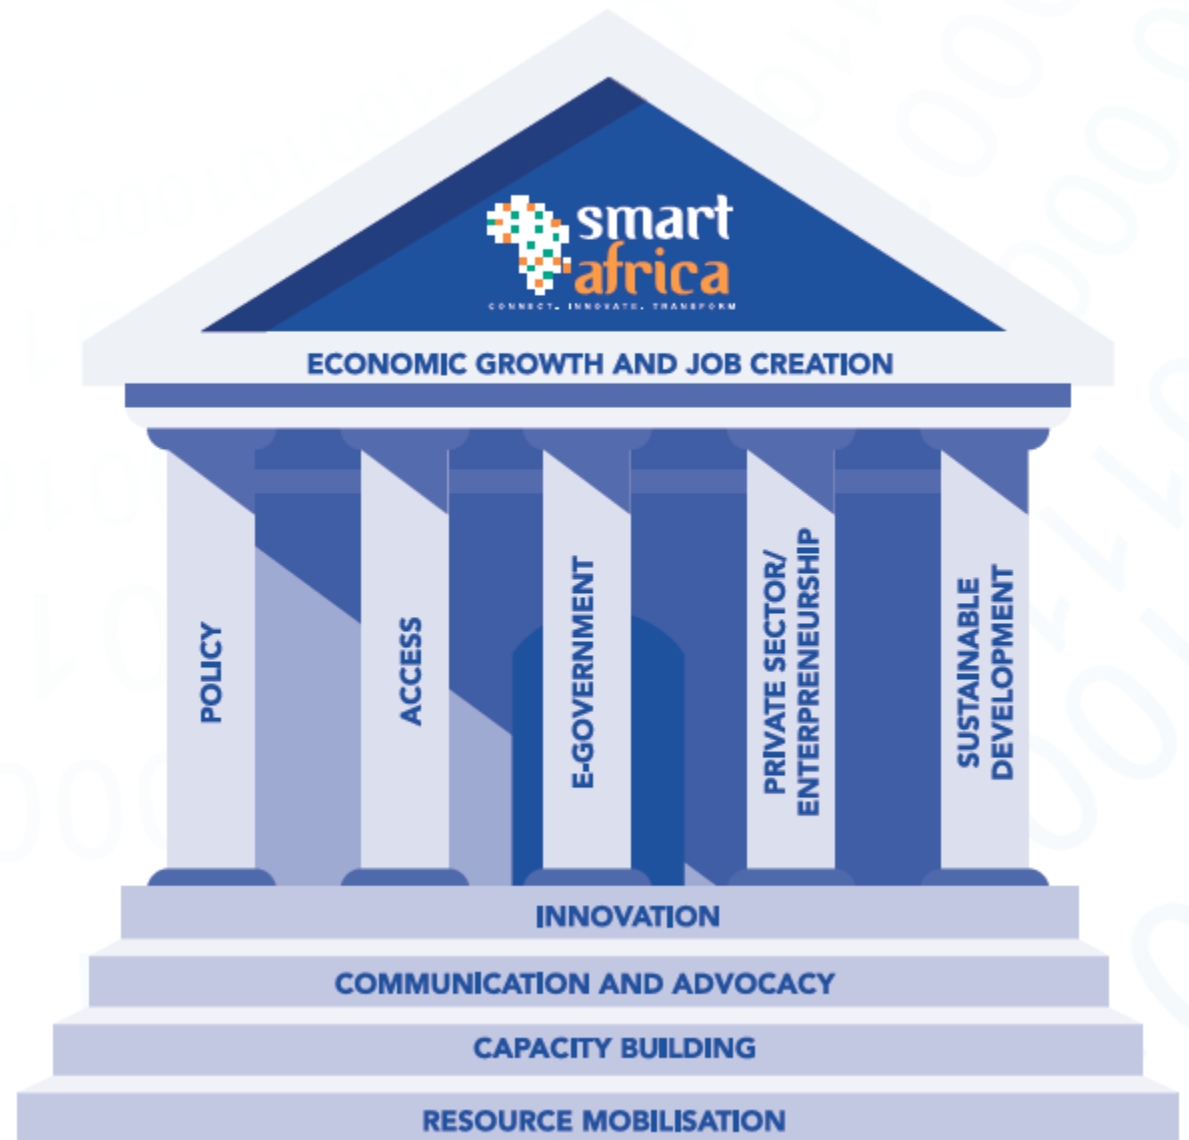 smart
africa
CONNECT. INNOVATE. TRANSFORM
ECONOMIC GROWTH AND JOB CREATION
POLICY
ACCESS
E-GOVERNMENT
PRIVATE SECTOR/
ENTERPRENEURSHIP
SUSTAINABLE
DEVELOPMENT
INNOVATION
COMMUNICATION AND ADVOCACY
CAPACITY BUILDING
RESOURCE MOBILISATION